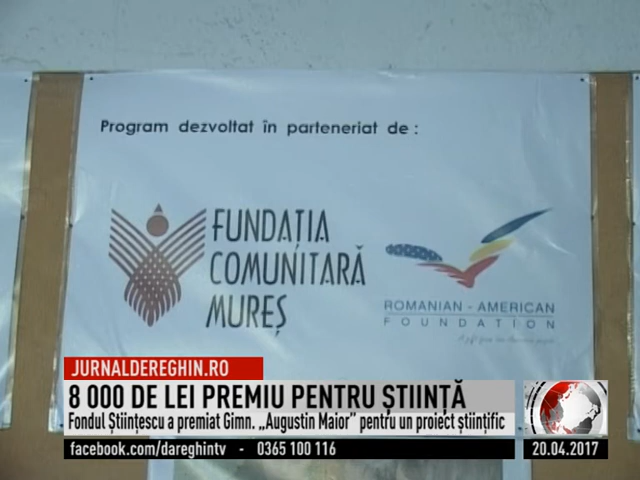 Program dezvoltat în parteneriat de :
FUNDAȚIA
COMUNITARĂ
MUREȘ
ROMANIAN - AMERICAN
FOUNDATION
JURNALDEREGHIN.RO
8 000 DE LEI PREMIU PENTRU ȘTIINȚĂ
Fondul Științescu a premiat Gimn. „Augustin Maior” pentru un proiect științific
facebook.com/dareghintv - 0365 100 116
20.04.2017